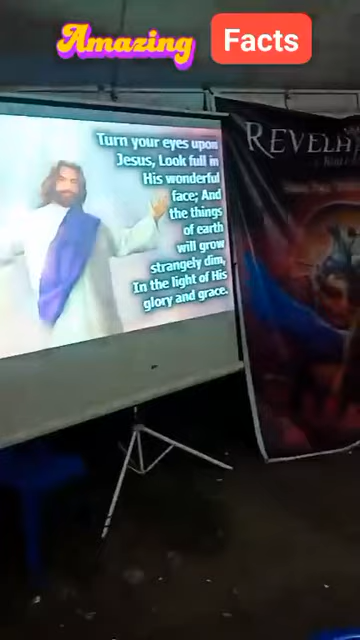 Amazing
Facts
Turn your eyes upon
Jesus, Look full in
His wonderful
face; And
the things
of earth
will grow
strangely dim,
In the light of His
glory and grace.
REVELA